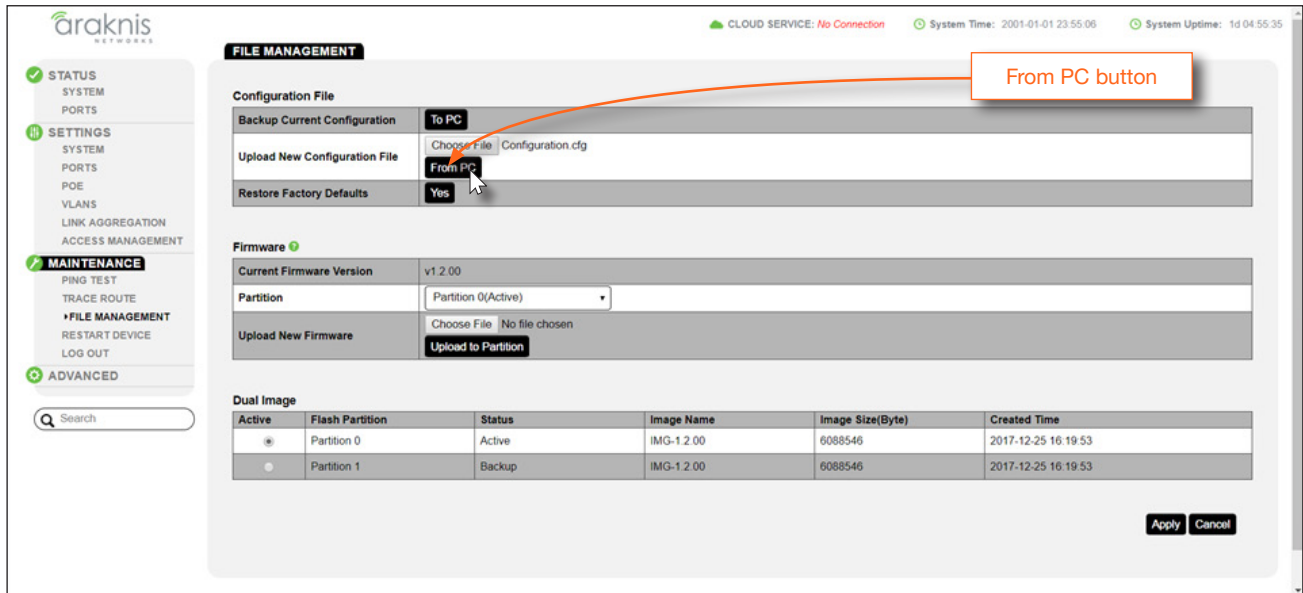 araknis
NETWORKS
CLOUD SERVICE: No Connection System Time: 2001-01-01 23:55:06 System Uptime: 1d 04:55:35
FILE MANAGEMENT
From PC button
STATUS
SYSTEM
PORTS
SETTINGS
SYSTEM
PORTS
POE
VLANS
LINK AGGREGATION
ACCESS MANAGEMENT
MAINTENANCE
PING TEST
TRACE ROUTE
FILE MANAGEMENT
RESTART DEVICE
LOG OUT
ADVANCED
Search
Configuration File
Backup Current Configuration To PC
Upload New Configuration File Choose File Configuration.cfg
From PC
Restore Factory Defaults Yes
Firmware ?
Current Firmware Version v1.2.00
Partition Partition 0(Active)
Upload New Firmware Choose File No file chosen
Upload to Partition
Dual Image
Active Flash Partition Status Image Name Image Size(Byte) Created Time
Partition 0 Active IMG-1.2.00 6088546 2017-12-25 16:19:53
Partition 1 Backup IMG-1.2.00 6088546 2017-12-25 16:19:53
Apply Cancel